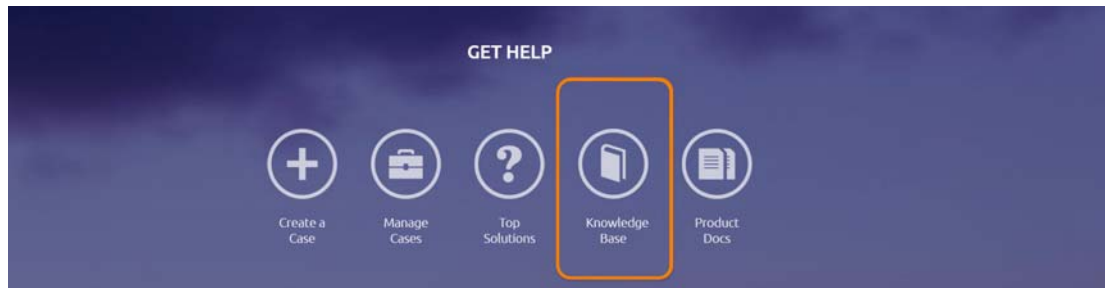 GET HELP
Create a
Case
Manage
Cases
Top
Solutions
Knowledge
Base
Product
Docs